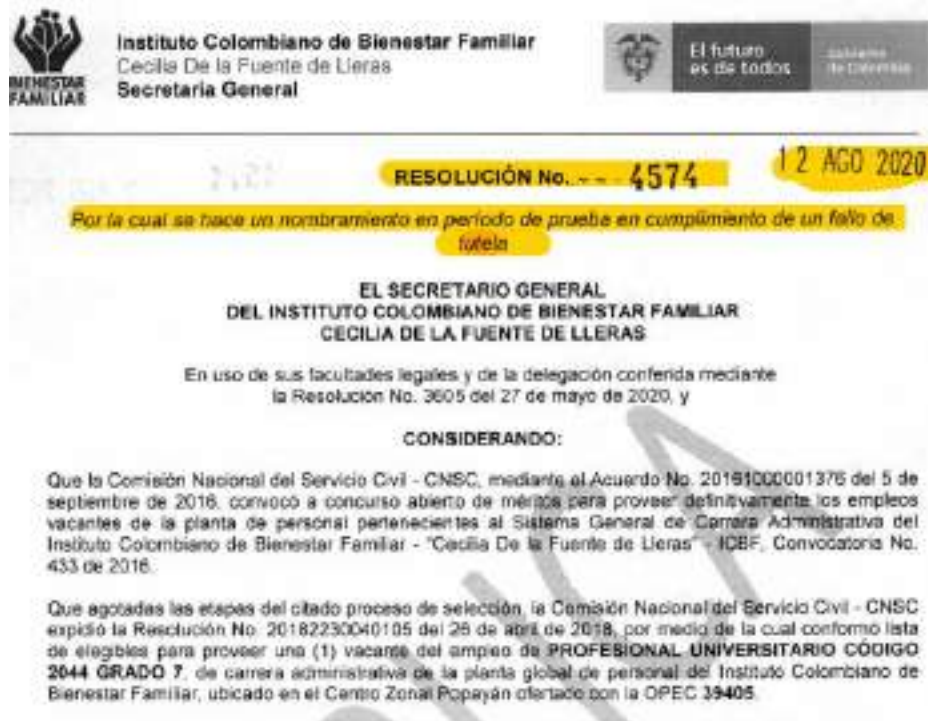 BIENESTAR
FAMILIAR
Instituto Colombiano de Bienestar Familiar
Cecilia De la Fuente de Lleras
Secretaria General
El futuro
es de todos
Gobierno
de Colombia
RESOLUCIÓN No. - - 4574
12 AGO 2020
Por la cual se hace un nombramiento en período de prueba en cumplimiento de un fallo de
tutela
EL SECRETARIO GENERAL
DEL INSTITUTO COLOMBIANO DE BIENESTAR FAMILIAR
CECILIA DE LA FUENTE DE LLERAS
En uso de sus facultades legales y de la delegación conferida mediante
la Resolución No. 3605 del 27 de mayo de 2020, y
CONSIDERANDO:
Que la Comisión Nacional del Servicio Civil - CNSC, mediante el Acuerdo No. 20161000001376 del 5 de
septiembre de 2016, convocó a concurso abierto de méritos para proveer definitivamente los empleos
vacantes de la planta de personal pertenecientes al Sistema General de Carrera Administrativa del
Instituto Colombiano de Bienestar Familiar - "Cecilia De la Fuente de Lleras" - ICBF, Convocatoria No.
433 de 2016.
Que agotadas las etapas del citado proceso de selección, la Comisión Nacional del Servicio Civil - CNSC
expidió la Resolución No. 20182230040105 del 26 de abril de 2018, por medio de la cual conformó lista
de elegibles para proveer una (1) vacante del empleo de PROFESIONAL UNIVERSITARIO CÓDIGO
2044 GRADO 7, de carrera administrativa de la planta global de personal del Instituto Colombiano de
Bienestar Familiar, ubicado en el Centro Zonal Popayán ofertado con la OPEC 39405.